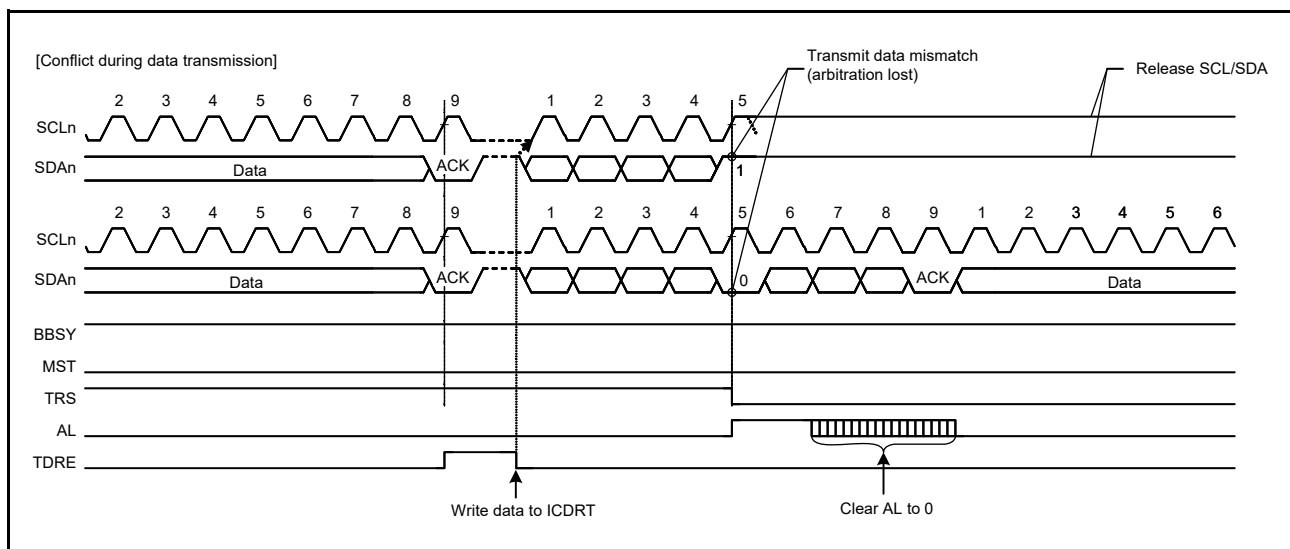 [Conflict during data transmission]
Transmit data mismatch
(arbitration lost)
Release SCL/SDA
2 3 4 5 6 7 8 9 1 2 3 4 5
SCLn
SDAn Data ACK 1
2 3 4 5 6 7 8 9 1 2 3 4 5 6 7 8 9 1 2 3 4 5 6
SCLn
SDAn Data ACK 0 ACK Data
BBSY
MST
TRS
AL
TDRE
Write data to ICDRT Clear AL to 0